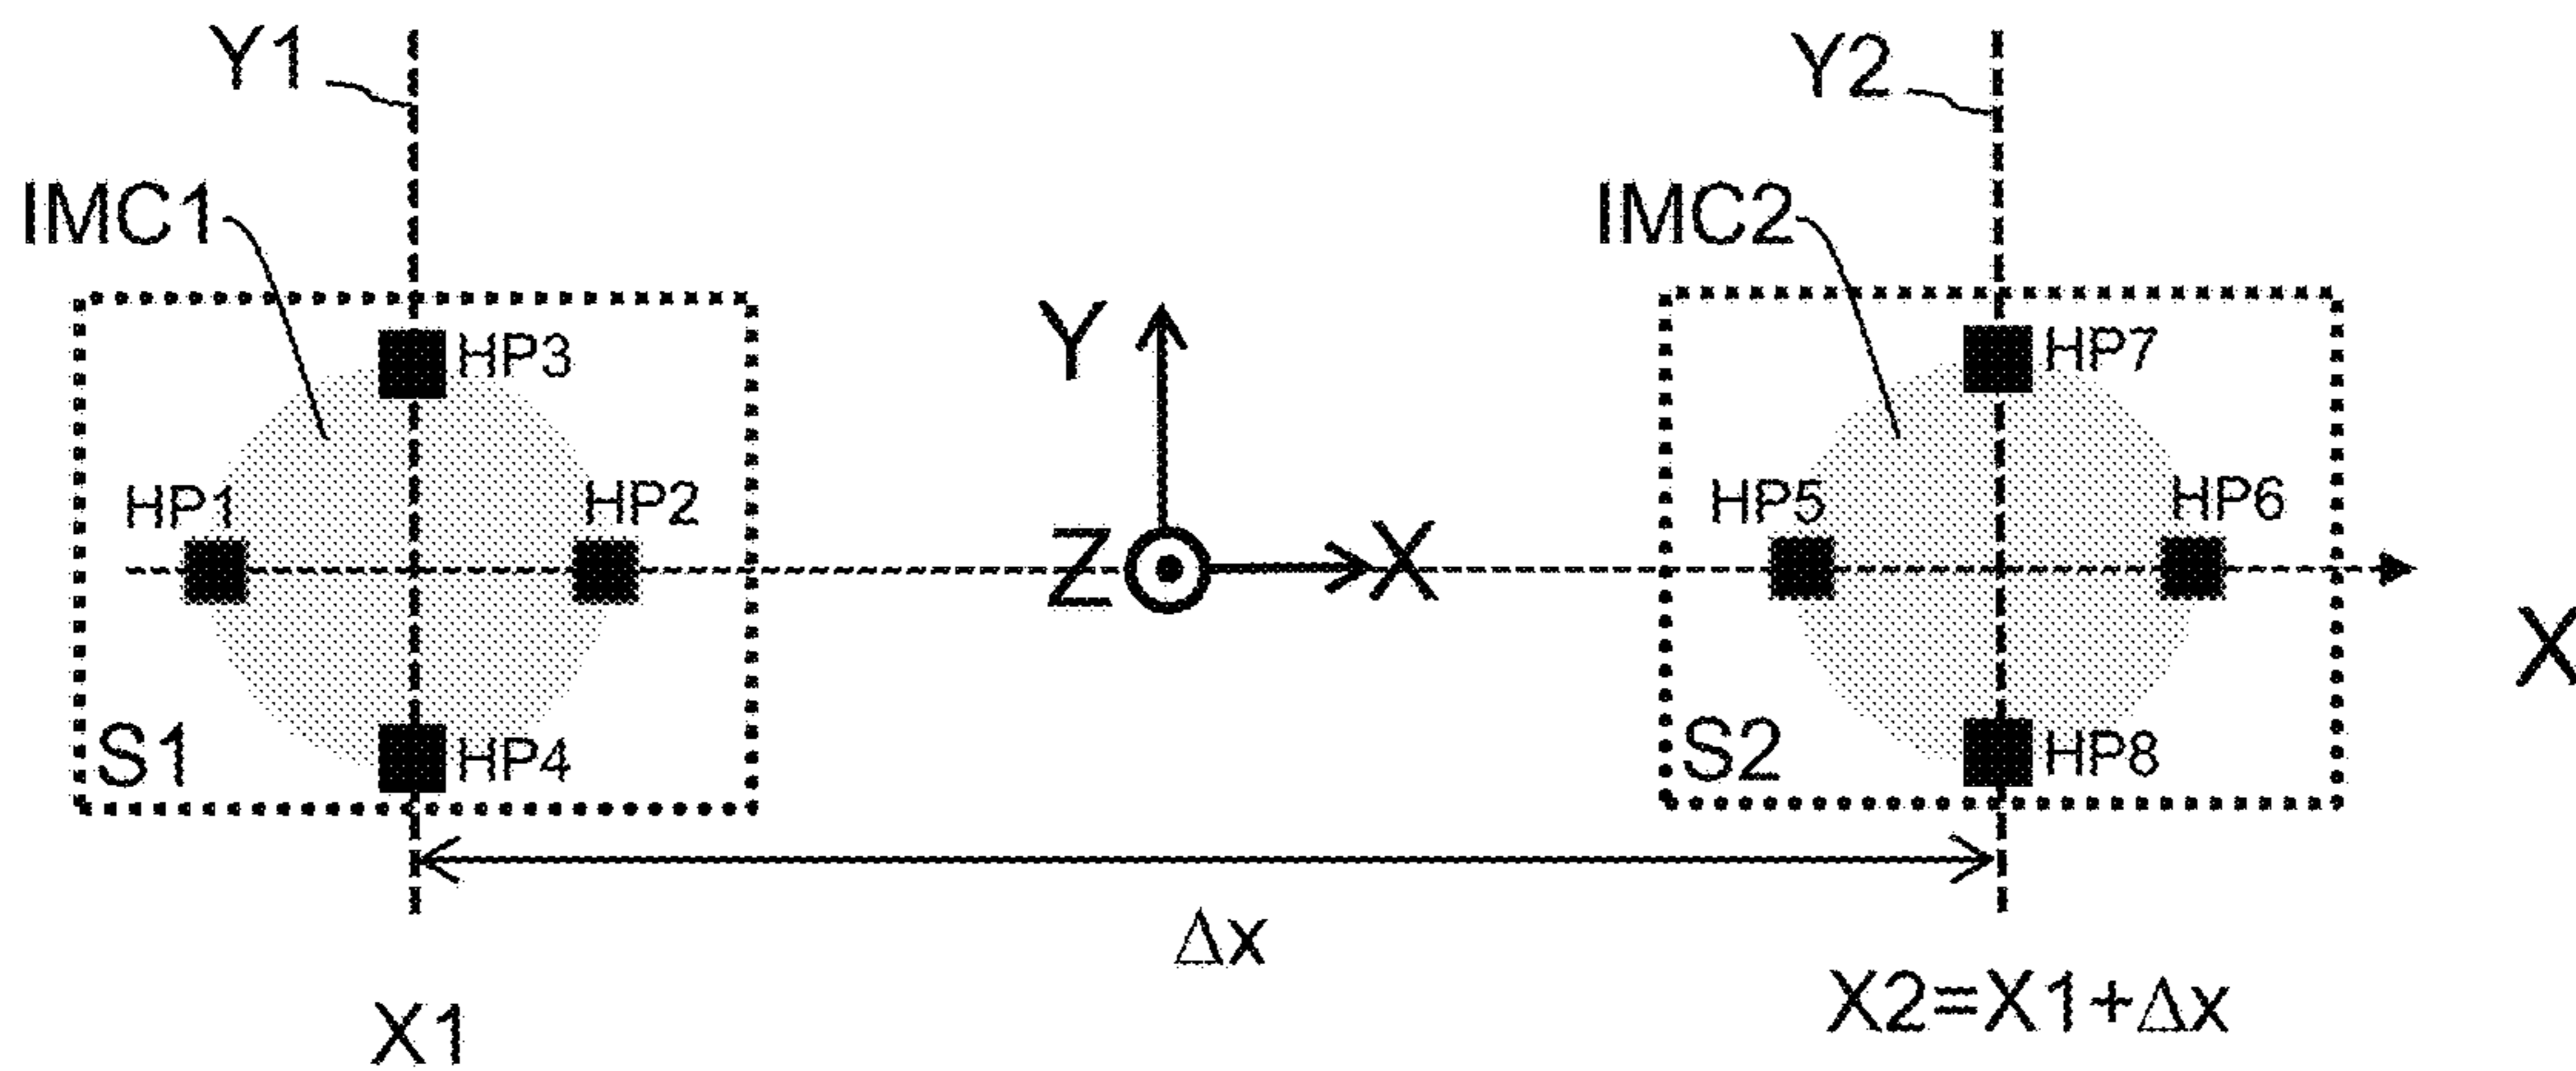 Y1
Y2
IMC1
IMC2
HP3
Y
HP7
HP1
HP2
Z
X
HP5
HP6
X
S1
HP4
S2
HP8
Δx
X1
X2=X1+Δx